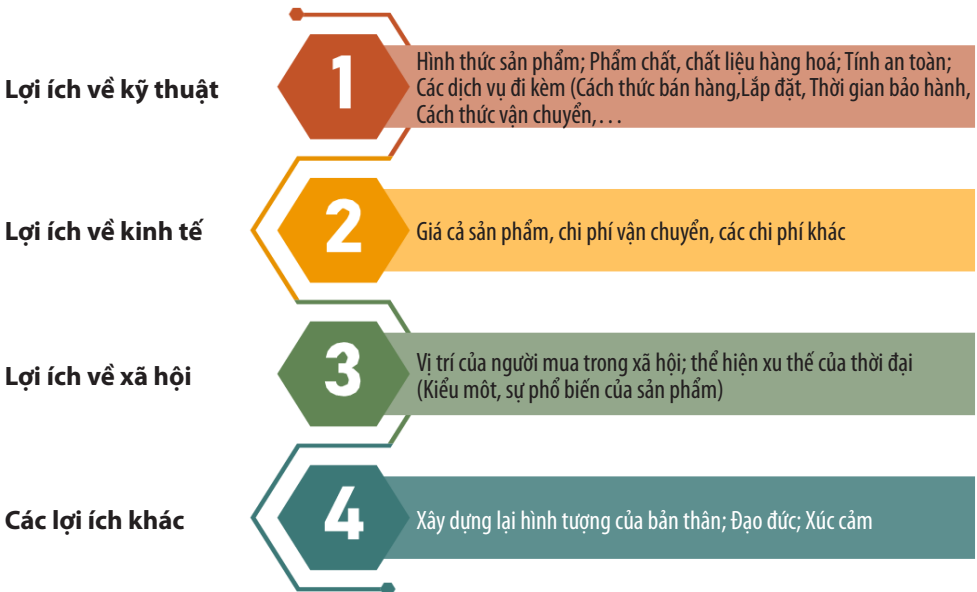 Lợi ích về kỹ thuật
1
Hình thức sản phẩm; Phẩm chất, chất liệu hàng hoá; Tính an toàn;
Các dịch vụ đi kèm (Cách thức bán hàng,Lắp đặt, Thời gian bảo hành,
Cách thức vận chuyển,…
Lợi ích về kinh tế
2
Giá cả sản phẩm, chi phí vận chuyển, các chi phí khác
Lợi ích về xã hội
3
Vị trí của người mua trong xã hội; thể hiện xu thế của thời đại
(Kiểu môt, sự phổ biến của sản phẩm)
Các lợi ích khác
4
Xây dựng lại hình tượng của bản thân; Đạo đức; Xúc cảm